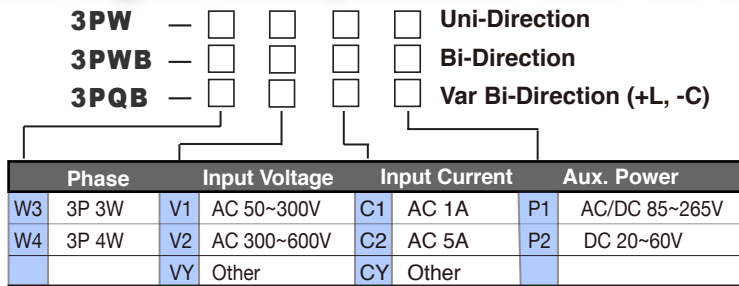 3PW — □ □ □ □ Uni-Direction
3PWB — □ □ □ □ Bi-Direction
3PQB — □ □ □ □ Var Bi-Direction (+L, -C)
Phase Input Voltage Input Current Aux. Power
W3 3P 3W V1 AC 50~300V C1 AC 1A P1 AC/DC 85~265V
W4 3P 4W V2 AC 300~600V C2 AC 5A P2 DC 20~60V
VY Other CY Other